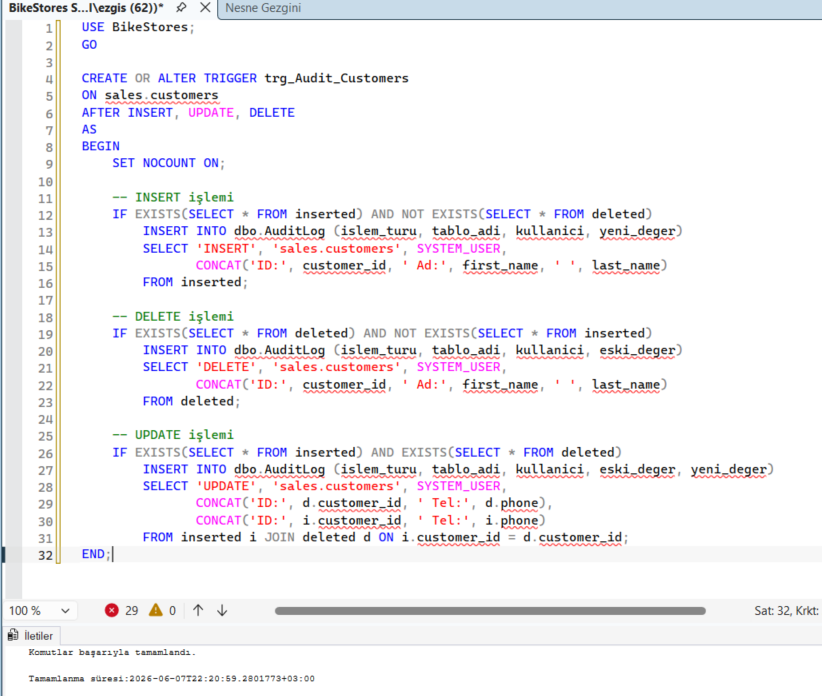 BikeStores S...l\ezgis (62))* Nesne Gezgini
1 USE BikeStores;
2 GO
3
4 CREATE OR ALTER TRIGGER trg_Audit_Customers
5 ON sales.customers
6 AFTER INSERT, UPDATE, DELETE
7 AS
8 BEGIN
9 SET NOCOUNT ON;
10
11 -- INSERT işlemi
12 IF EXISTS(SELECT * FROM inserted) AND NOT EXISTS(SELECT * FROM deleted)
13 INSERT INTO dbo.AuditLog (islem_turu, tablo_adi, kullanici, yeni_deger)
14 SELECT 'INSERT', 'sales.customers', SYSTEM_USER,
15 CONCAT('ID:', customer_id, ' Ad:', first_name, ' ', last_name)
16 FROM inserted;
17
18 -- DELETE işlemi
19 IF EXISTS(SELECT * FROM deleted) AND NOT EXISTS(SELECT * FROM inserted)
20 INSERT INTO dbo.AuditLog (islem_turu, tablo_adi, kullanici, eski_deger)
21 SELECT 'DELETE', 'sales.customers', SYSTEM_USER,
22 CONCAT('ID:', customer_id, ' Ad:', first_name, ' ', last_name)
23 FROM deleted;
24
25 -- UPDATE işlemi
26 IF EXISTS(SELECT * FROM inserted) AND EXISTS(SELECT * FROM deleted)
27 INSERT INTO dbo.AuditLog (islem_turu, tablo_adi, kullanici, eski_deger, yeni_deger)
28 SELECT 'UPDATE', 'sales.customers', SYSTEM_USER,
29 CONCAT('ID:', d.customer_id, ' Tel:', d.phone),
30 CONCAT('ID:', i.customer_id, ' Tel:', i.phone)
31 FROM inserted i JOIN deleted d ON i.customer_id = d.customer_id;
32 END;
100 % 29 0 Sat: 32, Krkt:
İletiler
Komutlar başarıyla tamamlandı.
Tamamlanma süresi:2026-06-07T22:20:59.2801773+03:00